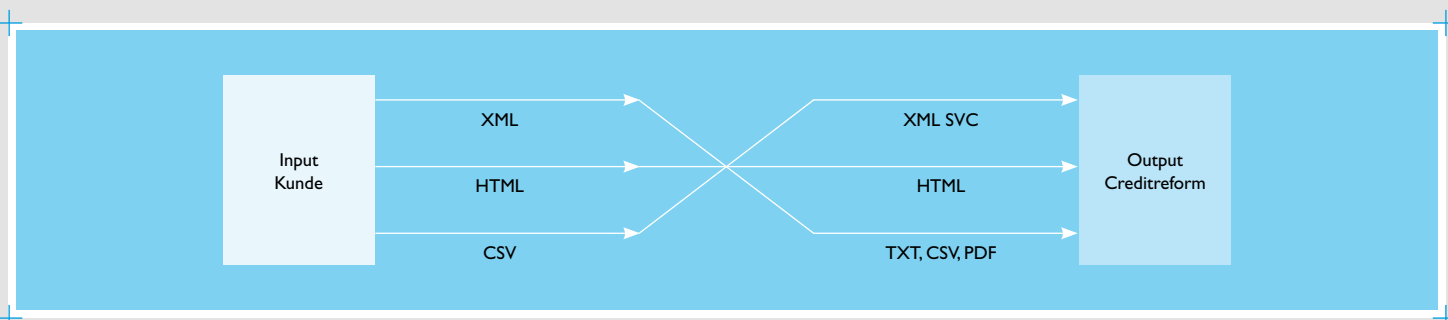 Input
Kunde
XML
HTML
CSV
XML SVC
HTML
TXT, CSV, PDF
Output
Creditreform